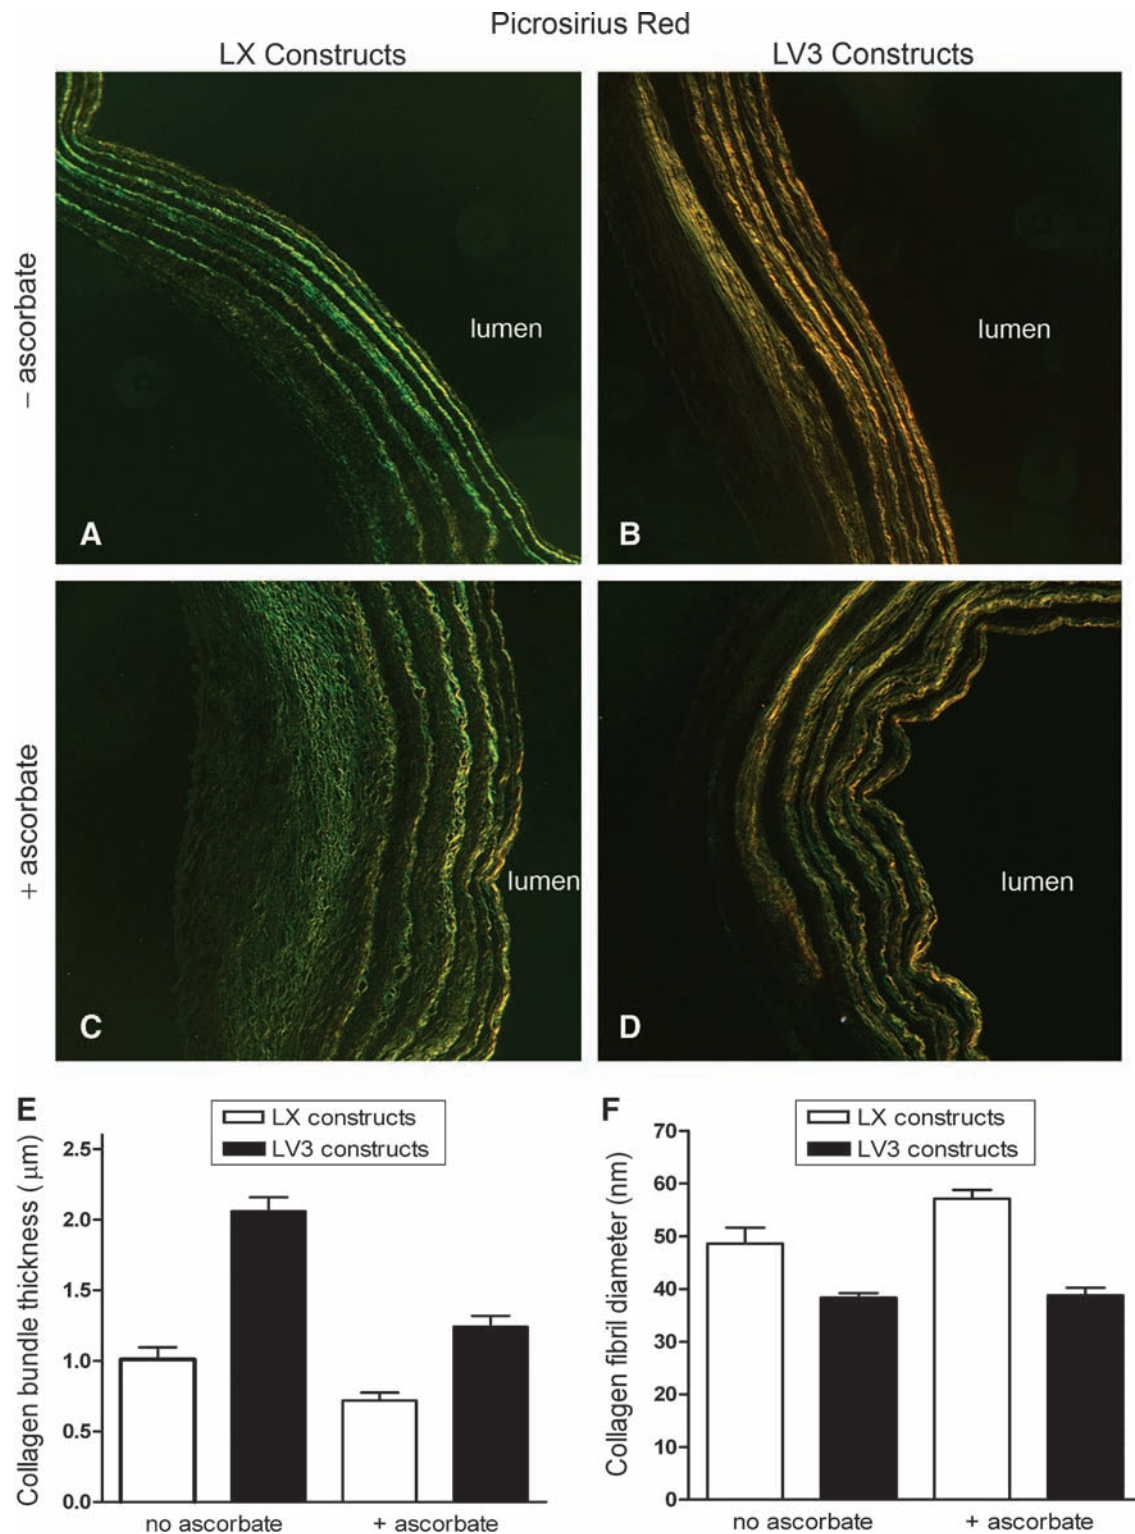 Picrosirius Red
LX Constructs
LV3 Constructs
– ascorbate
lumen
A
lumen
B
+ ascorbate
lumen
C
lumen
D
E
LX constructs
LV3 constructs
Collagen bundle thickness ( μm)
2.5
2.0
1.5
1.0
0.5
0.0
no ascorbate
+ ascorbate
F
LX constructs
LV3 constructs
Collagen fibril diameter (nm)
70
60
50
40
30
20
10
0
no ascorbate
+ ascorbate